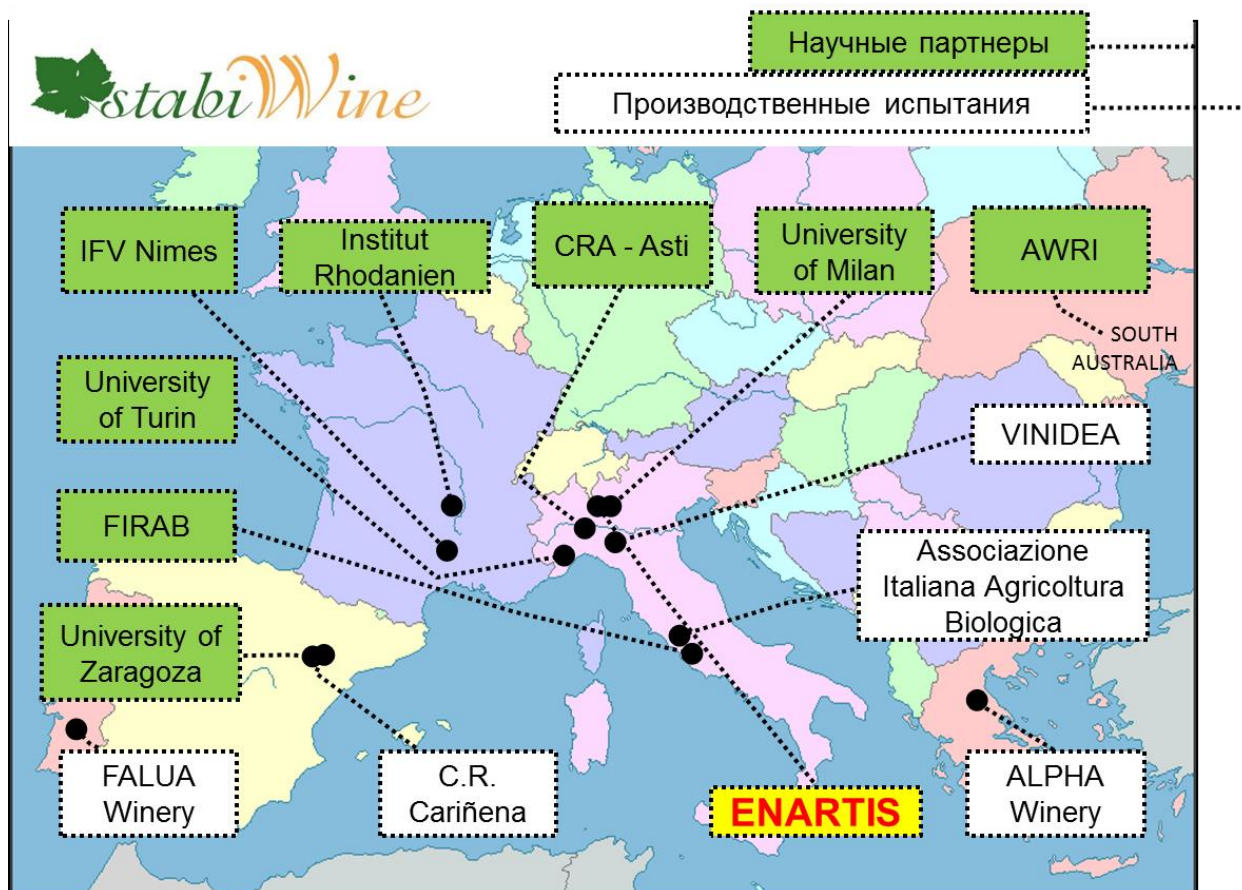 stabiWine
Научные партнеры
Производственные испытания
IFV Nimes
Institut
Rhodanien
CRA - Asti
University
of Milan
AWRI
SOUTH
AUSTRALIA
University
of Turin
VINIDEA
FIRAB
Associazione
Italiana Agricoltura
Biologica
University of
Zaragoza
FALUA
Winery
C.R.
Cariñena
ENARTIS
ALPHA
Winery